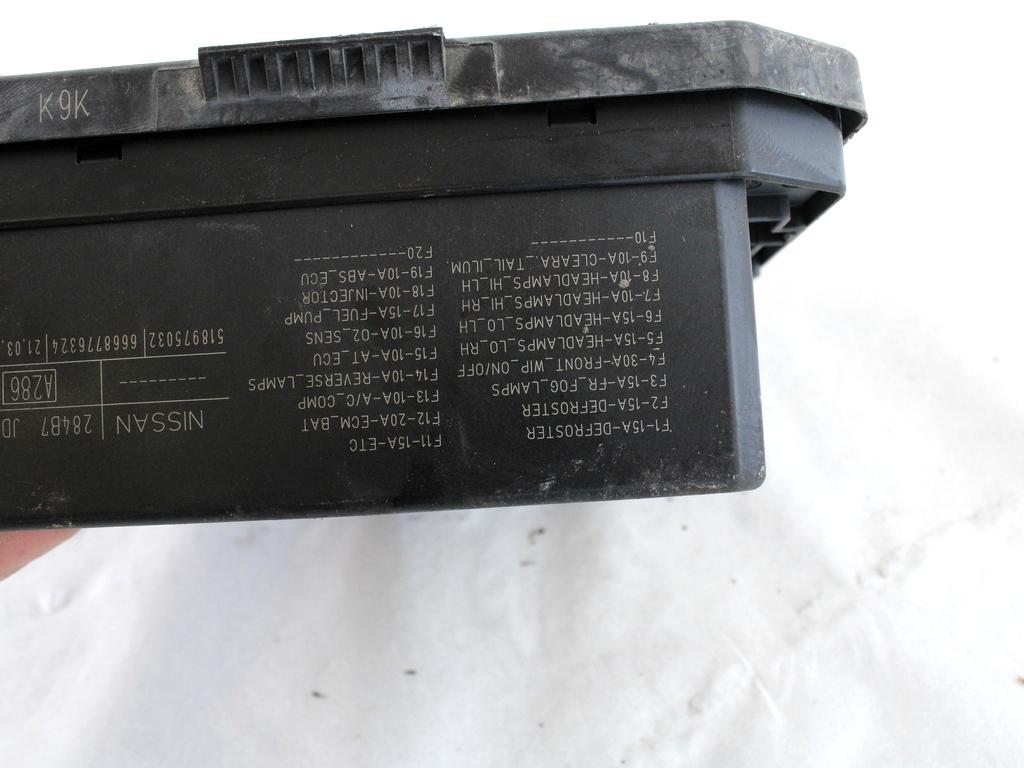 K9K
F1-15A-DEFROSTER
F2-15A-DEFROSTER
F3-15A-FR_FOG_LAMPS
F4-30A-FRONT_WIP_ON/OFF
F5-15A-HEADLAMPS_LO_RH
F6-15A-HEADLAMPS_LO_LH
F7-10A-HEADLAMPS_HI_RH
F8-10A-HEADLAMPS_HI_LH
F9-10A-CLEARA_TAIL_ILUM.
F10-----------
F11-15A-ETC
F12-20A-ECM_BAT
F13-10A-A/C_COMP
F14-10A-REVERSE_LAMPS
F15-10A-AT_ECU
F16-10A-O2_SENS
F17-15A-FUEL_PUMP
F18-10A-INJECTOR
F19-10A-ABS_ECU
F20-----------
NISSAN 284B7 JD
---------- A286
518975032 6668776324 21.03.